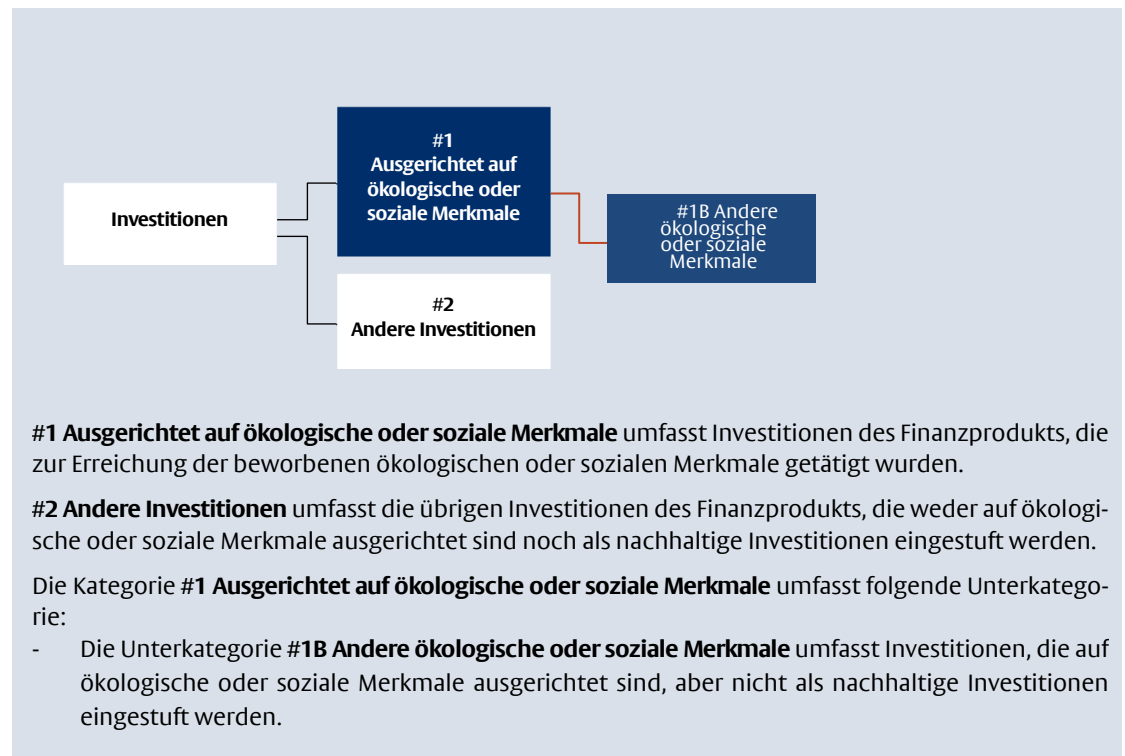 #1
Ausgerichtet auf
ökologische oder
soziale Merkmale
Investitionen
#1B Andere
ökologische
oder soziale
Merkmale
#2
Andere Investitionen
#1 Ausgerichtet auf ökologische oder soziale Merkmale umfasst Investitionen des Finanzprodukts, die
zur Erreichung der beworbenen ökologischen oder sozialen Merkmale getätigt wurden.
#2 Andere Investitionen umfasst die übrigen Investitionen des Finanzprodukts, die weder auf ökologi-
sche oder soziale Merkmale ausgerichtet sind noch als nachhaltige Investitionen eingestuft werden.
Die Kategorie #1 Ausgerichtet auf ökologische oder soziale Merkmale umfasst folgende Unterkatego-
rie:
- Die Unterkategorie #1B Andere ökologische oder soziale Merkmale umfasst Investitionen, die auf
ökologische oder soziale Merkmale ausgerichtet sind, aber nicht als nachhaltige Investitionen
eingestuft werden.